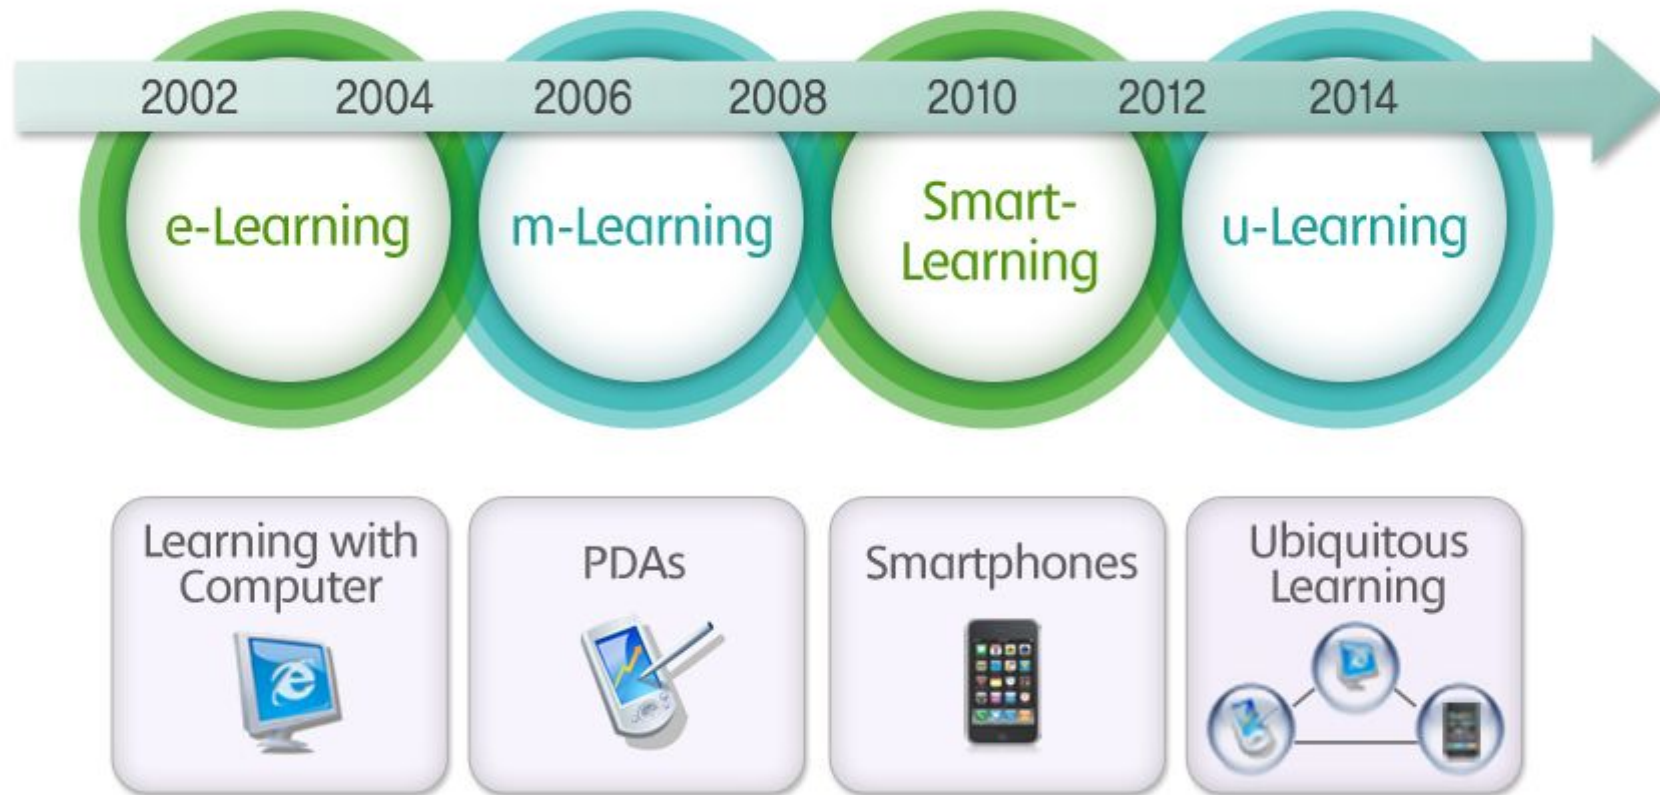 2002 2004 2006 2008 2010 2012 2014
e-Learning
m-Learning
Smart-
Learning
u-Learning
Learning with
Computer
PDAs
Smartphones
Ubiquitous
Learning